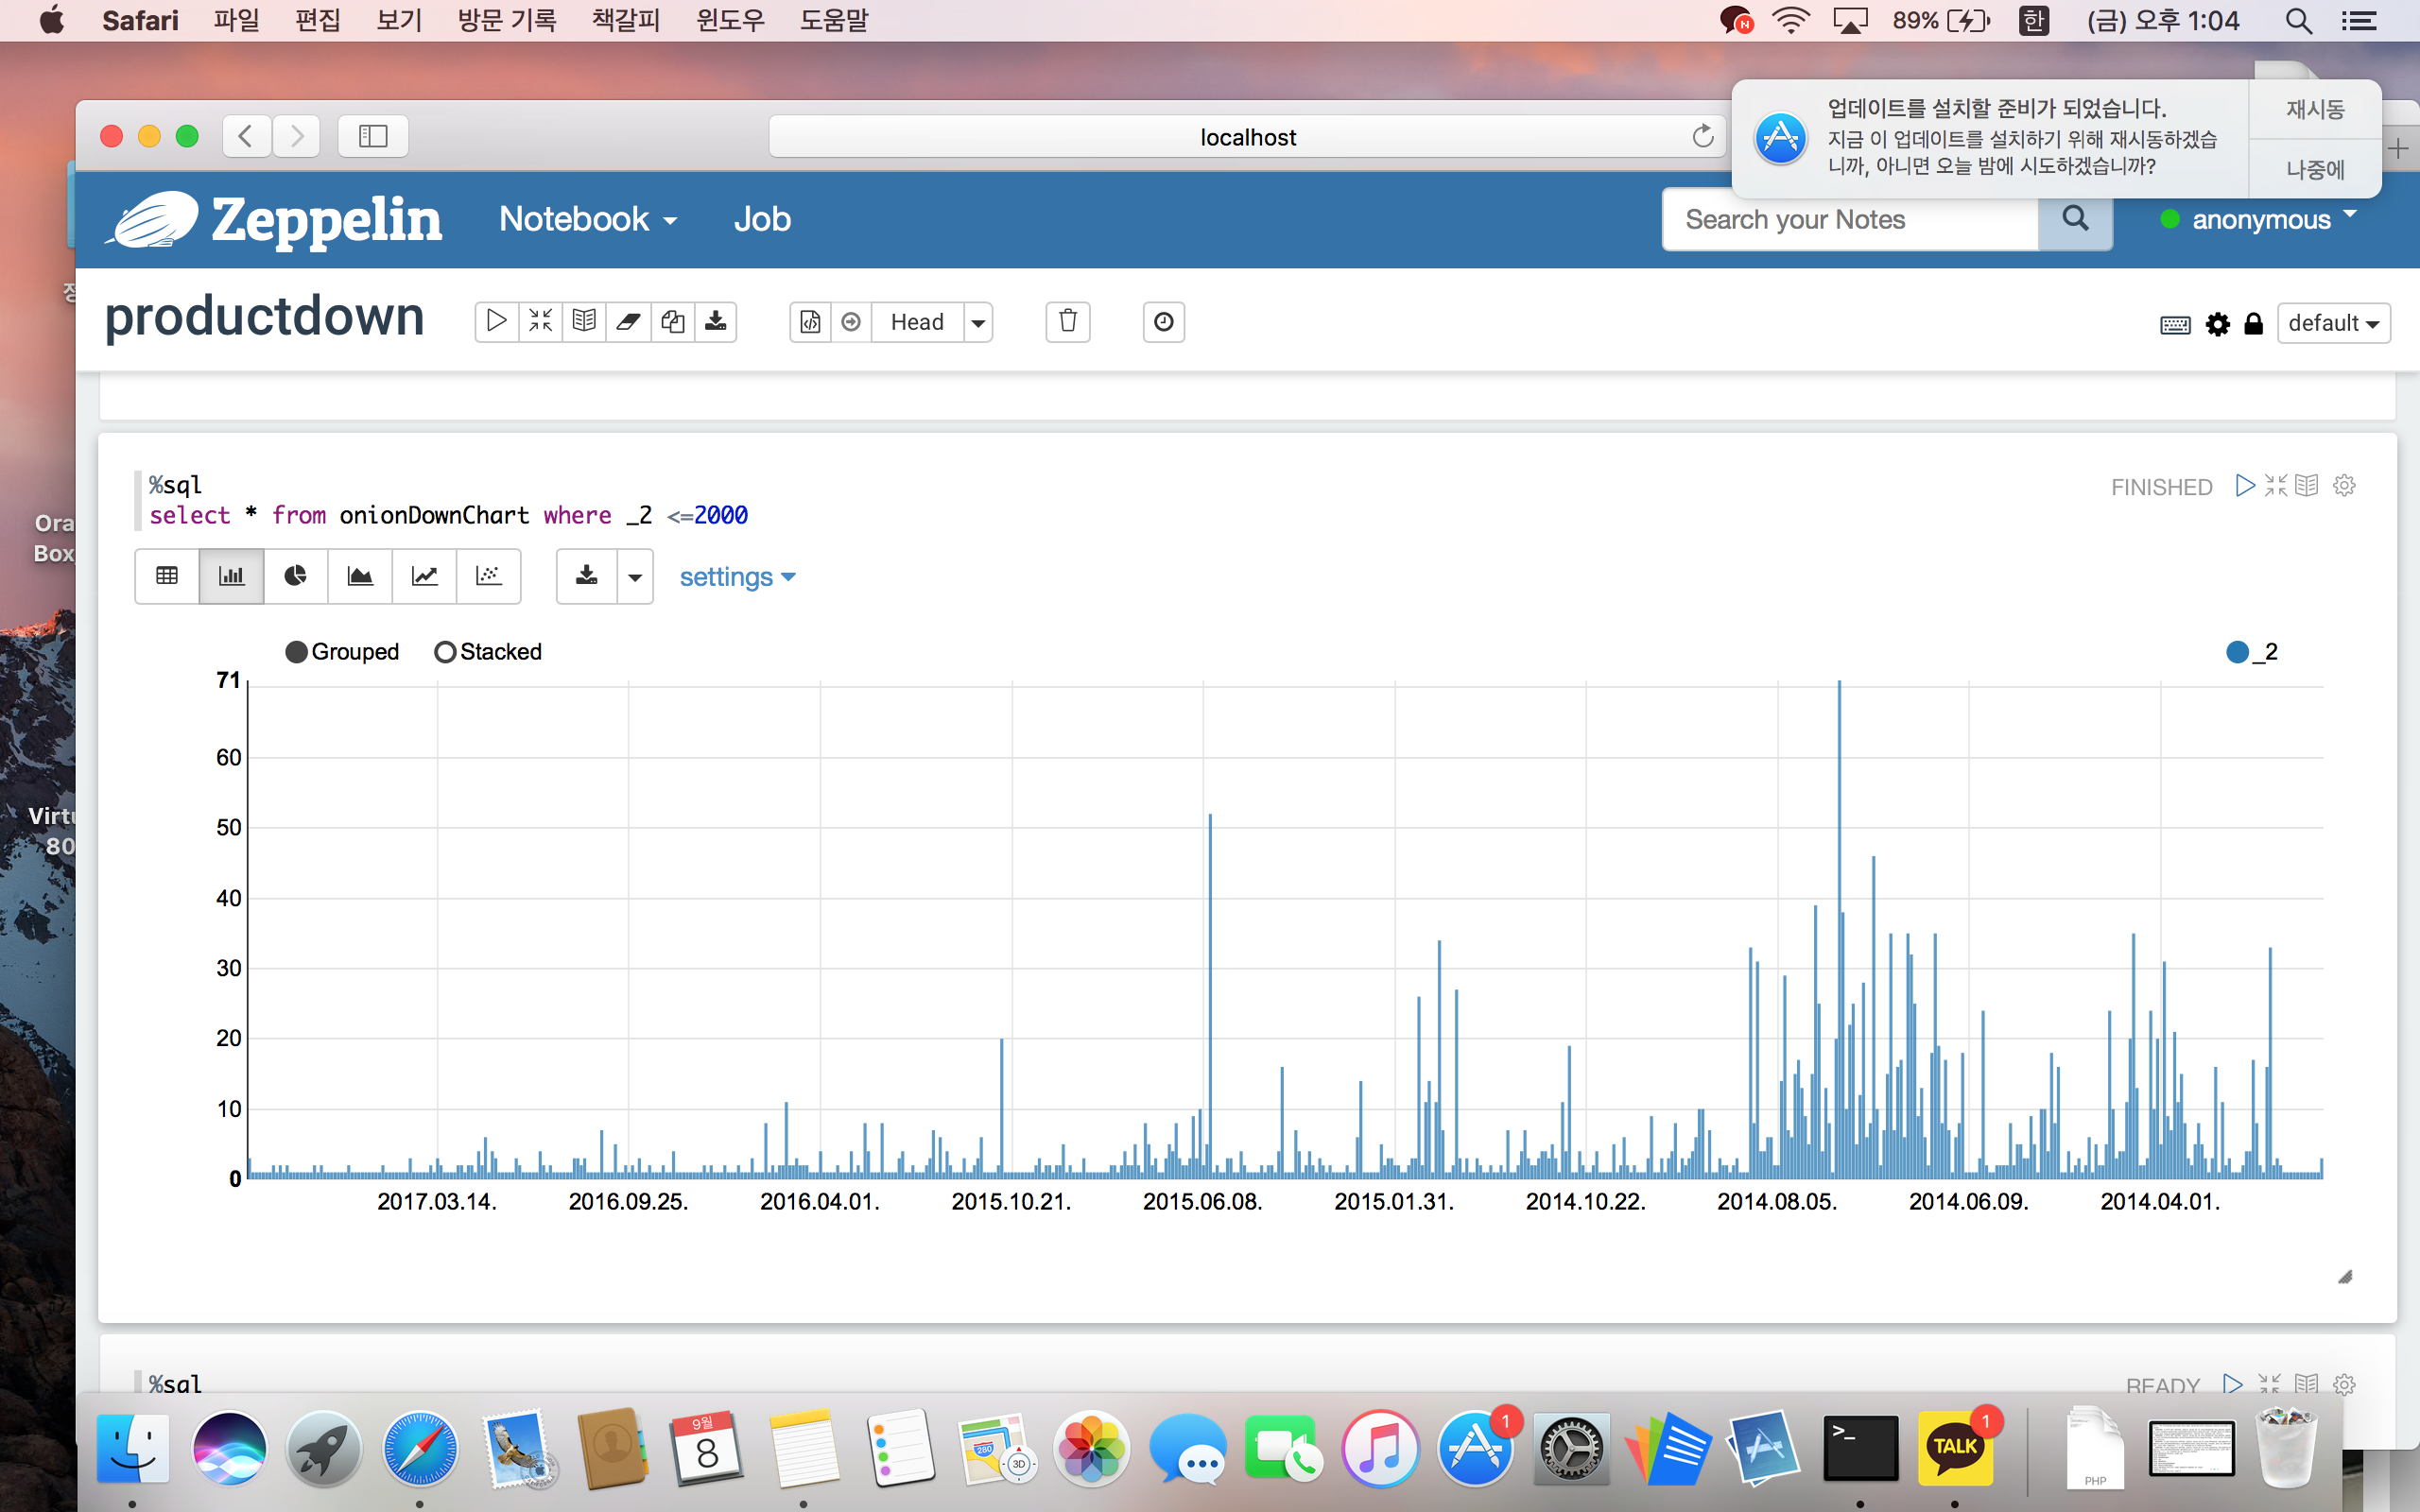 Safari 파일 편집 보기 방문 기록 책갈피 윈도우 도움말 N 89% 한 (금) 오후 1:04
업데이트를 설치할 준비가 되었습니다.
지금 이 업데이트를 설치하기 위해 재시동하겠습
니까, 아니면 오늘 밤에 시도하겠습니까?
재시동
나중에
localhost
Zeppelin Notebook Job Search your Notes anonymous
productdown Head default
Ora
Box
Virtu
80
%sql
select * from onionDownChart where _2 <=2000
FINISHED
settings
Grouped Stacked _2
71
60
50
40
30
20
10
0
2017.03.14. 2016.09.25. 2016.04.01. 2015.10.21. 2015.06.08. 2015.01.31. 2014.10.22. 2014.08.05. 2014.06.09. 2014.04.01.
%sql
READY
9월
8
280
3D
1
>_
TALK
1
PHP